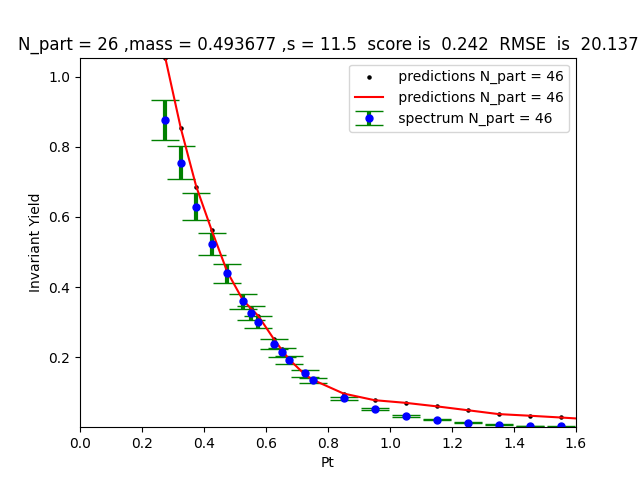 N_part = 26 ,mass = 0.493677 ,s = 11.5  score is  0.242  RMSE  is  20.137
predictions N_part = 46
predictions N_part = 46
spectrum N_part = 46
Invariant Yield
1.0
0.8
0.6
0.4
0.2
0.0 0.2 0.4 0.6 0.8 1.0 1.2 1.4 1.6
Pt